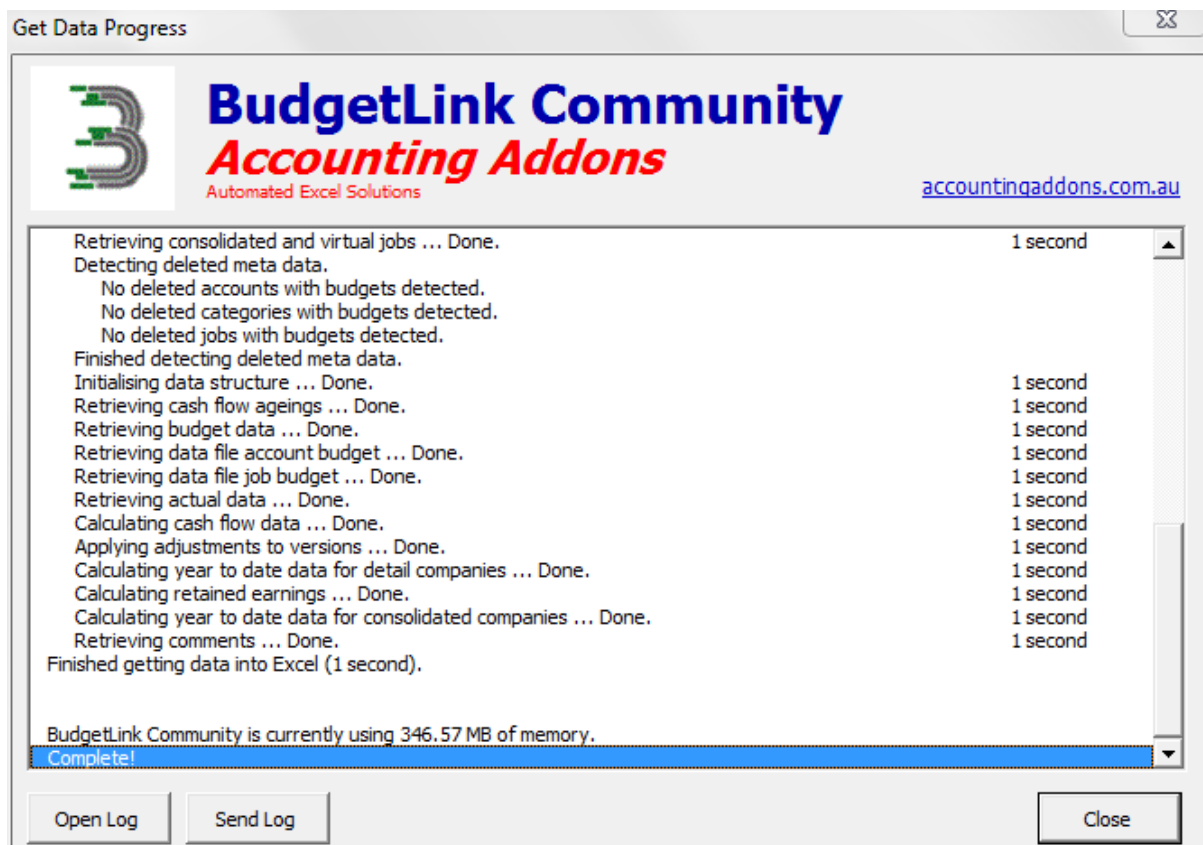 Get Data Progress
BudgetLink Community
Accounting Addons
Automated Excel Solutions
accountingaddons.com.au
Retrieving consolidated and virtual jobs ... Done. 1 second
Detecting deleted meta data.
No deleted accounts with budgets detected.
No deleted categories with budgets detected.
No deleted jobs with budgets detected.
Finished detecting deleted meta data.
Initialising data structure ... Done. 1 second
Retrieving cash flow ageings ... Done. 1 second
Retrieving budget data ... Done. 1 second
Retrieving data file account budget ... Done. 1 second
Retrieving data file job budget ... Done. 1 second
Retrieving actual data ... Done. 1 second
Calculating cash flow data ... Done. 1 second
Applying adjustments to versions ... Done. 1 second
Calculating year to date data for detail companies ... Done. 1 second
Calculating retained earnings ... Done. 1 second
Calculating year to date data for consolidated companies ... Done. 1 second
Retrieving comments ... Done. 1 second
Finished getting data into Excel (1 second).
BudgetLink Community is currently using 346.57 MB of memory.
Complete!
Open Log Send Log Close